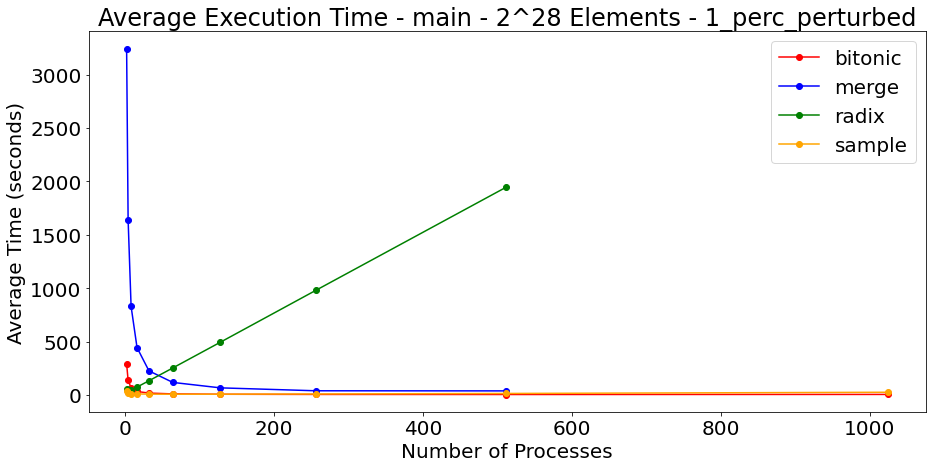 Average Execution Time - main - 2^28 Elements - 1_perc_perturbed
bitonic
merge
radix
sample
Average Time (seconds)
3000
2500
2000
1500
1000
500
0
0
200
400
600
800
1000
Number of Processes